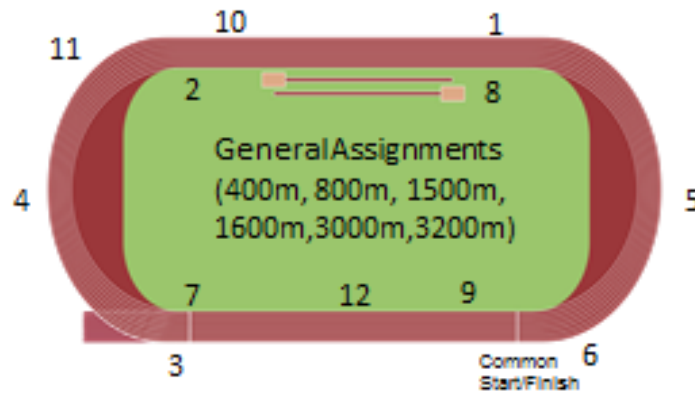 10 1
11
2 8
GeneralAssignments
(400m, 800m, 1500m,
1600m,3000m,3200m)
4 5
7 12 9
3 6
Common
Start/Finish